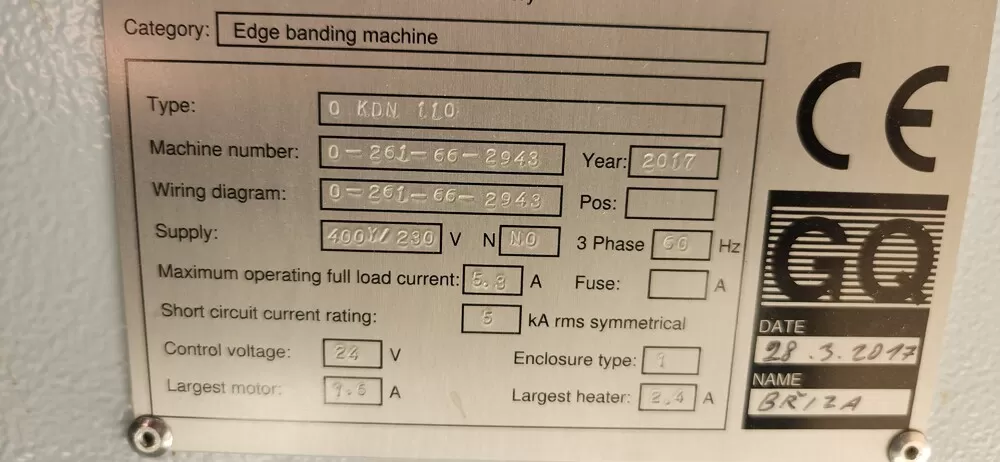 Category: Edge banding machine
CE
Type: 0 KDN 110
Machine number: 0-261-66-2943 Year: 2017
Wiring diagram: 0-261-66-2943 Pos:
Supply: 400Y/230 V N NO 3 Phase 60 Hz
Maximum operating full load current: A Fuse: A
Short circuit current rating: 5 kA rms symmetrical
Control voltage: 24 V Enclosure type: 1
Largest motor: A Largest heater: 2.4 A
GQ
DATE
28.3.2017
NAME
BŘIZA